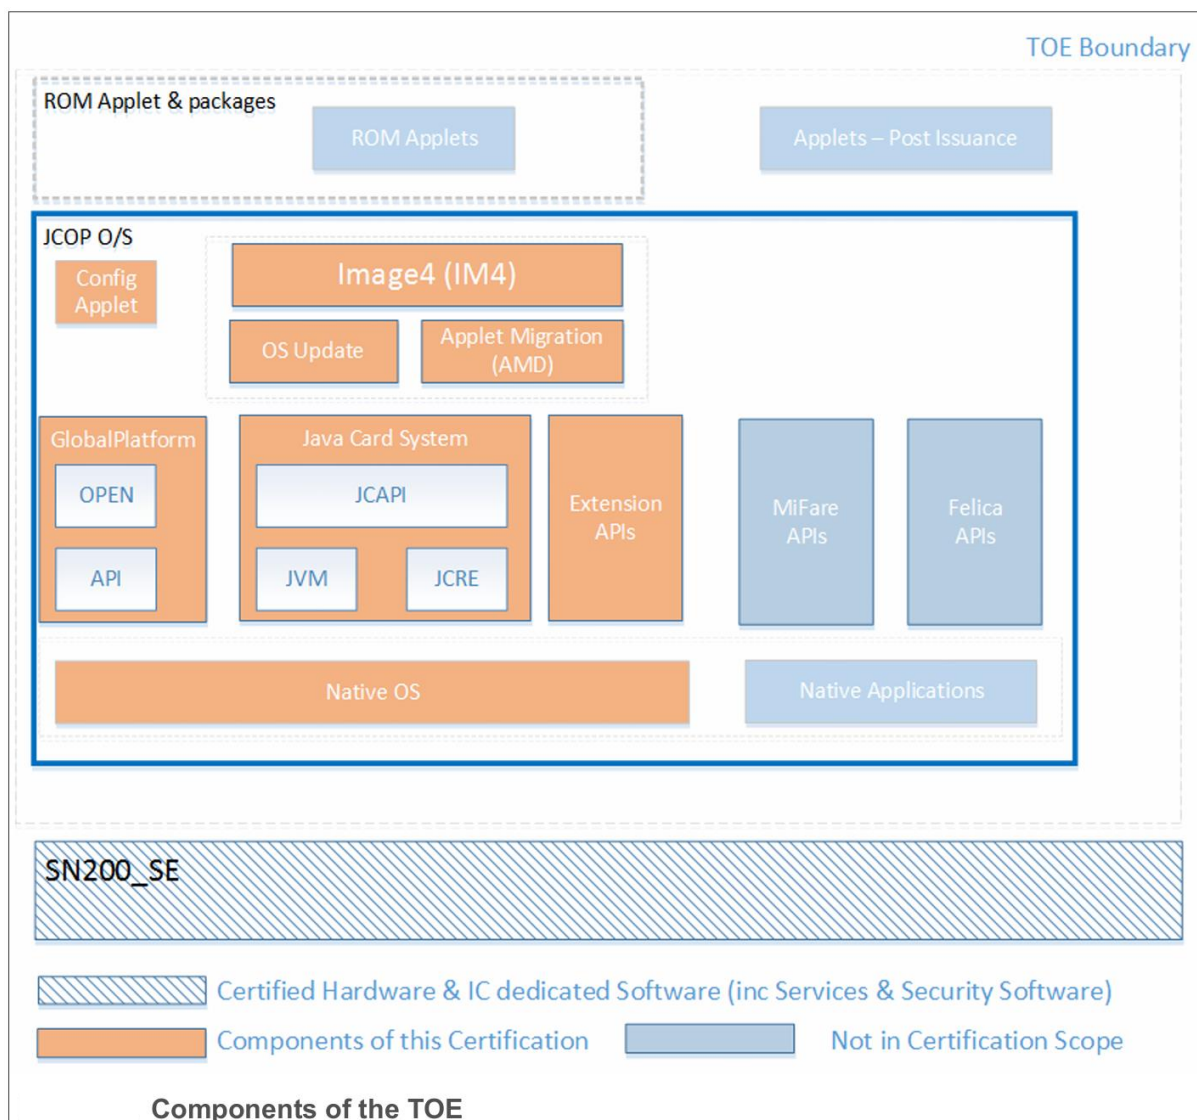 TOE Boundary
ROM Applet & packages
ROM Applets
Applets – Post Issuance
JCOP O/S
Config
Applet
Image4 (IM4)
OS Update
Applet Migration
(AMD)
GlobalPlatform
OPEN
API
Java Card System
JCAPI
JVM
JCRE
Extension
APIs
MiFare
APIs
Felica
APIs
Native OS
Native Applications
SN200_SE
Certified Hardware & IC dedicated Software (inc Services & Security Software)
Components of this Certification
Not in Certification Scope
Components of the TOE